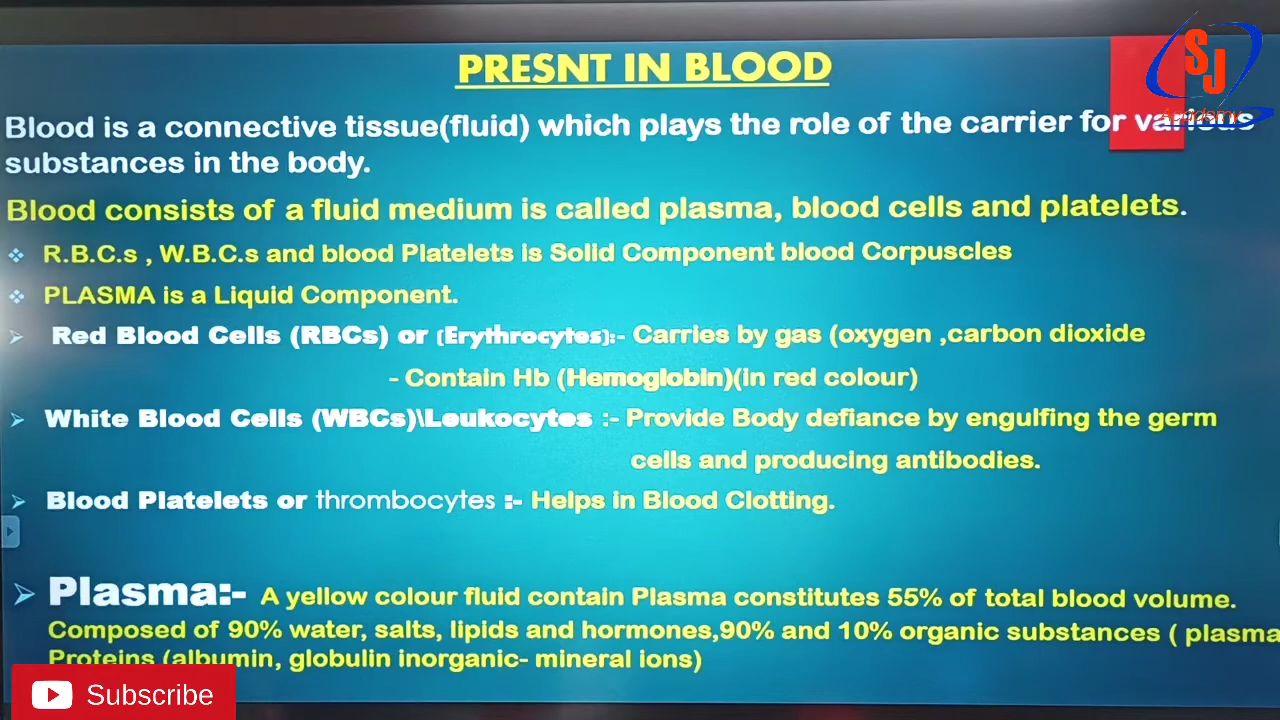 PRESNT IN BLOOD
SJ
Academy
Blood is a connective tissue(fluid) which plays the role of the carrier for various
substances in the body.
Blood consists of a fluid medium is called plasma, blood cells and platelets.
❖ R.B.C.s , W.B.C.s and blood Platelets is Solid Component blood Corpuscles
❖ PLASMA is a Liquid Component.
➢ Red Blood Cells (RBCs) or (Erythrocytes):- Carries by gas (oxygen ,carbon dioxide
- Contain Hb (Hemoglobin)(in red colour)
➢ White Blood Cells (WBCs)\Leukocytes :- Provide Body defiance by engulfing the germ
cells and producing antibodies.
➢ Blood Platelets or thrombocytes :- Helps in Blood Clotting.
➢ Plasma:- A yellow colour fluid contain Plasma constitutes 55% of total blood volume.
Composed of 90% water, salts, lipids and hormones,90% and 10% organic substances ( plasma
Proteins (albumin, globulin inorganic- mineral ions)
Subscribe